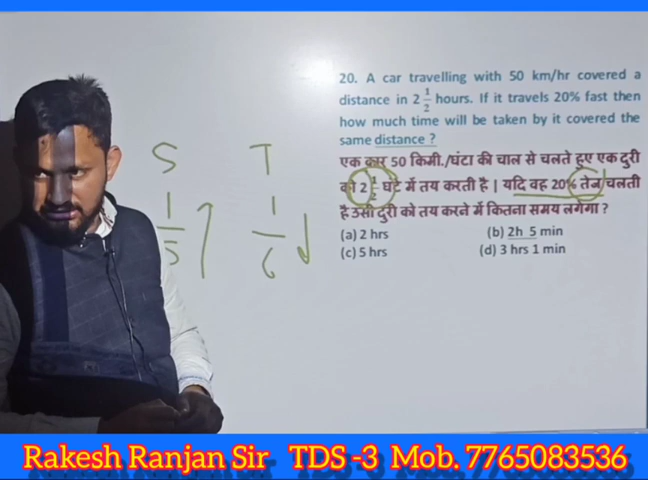 20. A car travelling with 50 km/hr covered a
distance in 2 1/2 hours. If it travels 20% fast then
how much time will be taken by it covered the
same distance ?
एक कार 50 किमी./घंटा की चाल से चलते हुए एक दुरी
को 2 1/2 घंटे में तय करती है | यदि वह 20% तेज चलती
है उसी दुरी को तय करने में कितना समय लगेगा ?
(a) 2 hrs (b) 2h 5 min
(c) 5 hrs (d) 3 hrs 1 min
S T
1/5 ↑ 1/6 ↓
Rakesh Ranjan Sir TDS -3 Mob. 7765083536